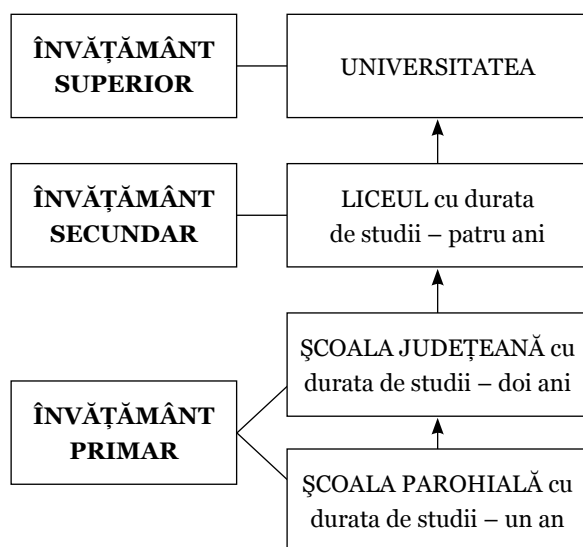 ÎNVĂȚĂMÂNT
SUPERIOR
UNIVERSITATEA
ÎNVĂȚĂMÂNT
SECUNDAR
LICEUL cu durata
de studii – patru ani
ÎNVĂȚĂMÂNT
PRIMAR
ŞCOALA JUDEȚEANĂ cu
durata de studii – doi ani
ŞCOALA PAROHIALĂ cu
durata de studii – un an